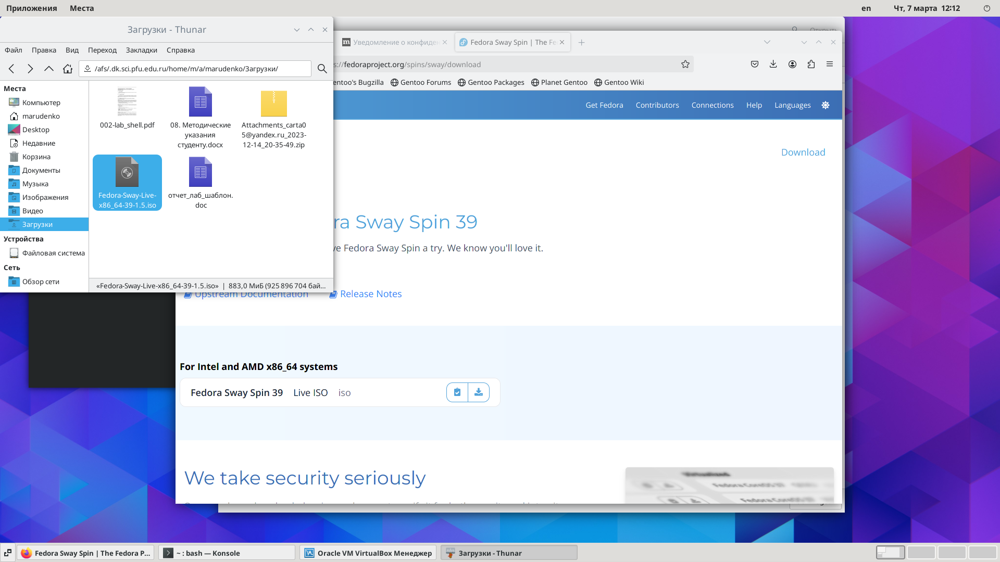 Приложения Места
en Чт, 7 марта 12:12
Загрузки - Thunar
Файл Правка Вид Переход Закладки Справка
/afs/.dk.sci.pfu.edu.ru/home/m/a/marudenko/Загрузки/
Места
Компьютер
marudenko
Desktop
Недавние
Корзина
Документы
Музыка
Изображения
Видео
Загрузки
Устройства
Файловая система
Сеть
Обзор сети
002-lab_shell.pdf
08. Методические
указания
студенту.docx
Attachments_carta0
5@yandex.ru_2023-
12-14_20-35-49.zip
Fedora-Sway-Live-
x86_64-39-1.5.iso
отчет_лаб_шаблон.
doc
«Fedora-Sway-Live-x86_64-39-1.5.iso» | 883,0 МиБ (925 896 704 бай...
Открыть
Уведомление о конфиден
Fedora Sway Spin | The Fe
s://fedoraproject.org/spins/sway/download
entoo's Bugzilla Gentoo Forums Gentoo Packages Planet Gentoo Gentoo Wiki
Get Fedora Contributors Connections Help Languages
Download
ra Sway Spin 39
ve Fedora Sway Spin a try. We know you'll love it.
Upstream Documentation Release Notes
For Intel and AMD x86_64 systems
Fedora Sway Spin 39 Live ISO iso
We take security seriously
Fedora Sway Spin | The Fedora P...
~ : bash — Konsole
Oracle VM VirtualBox Менеджер
Загрузки - Thunar